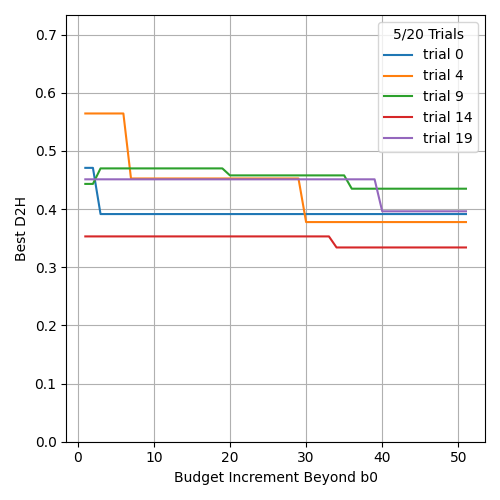 5/20 Trials
trial 0
trial 4
trial 9
trial 14
trial 19
0.7
0.6
0.5
0.4
0.3
0.2
0.1
0.0
Best D2H
0 10 20 30 40 50
Budget Increment Beyond b0